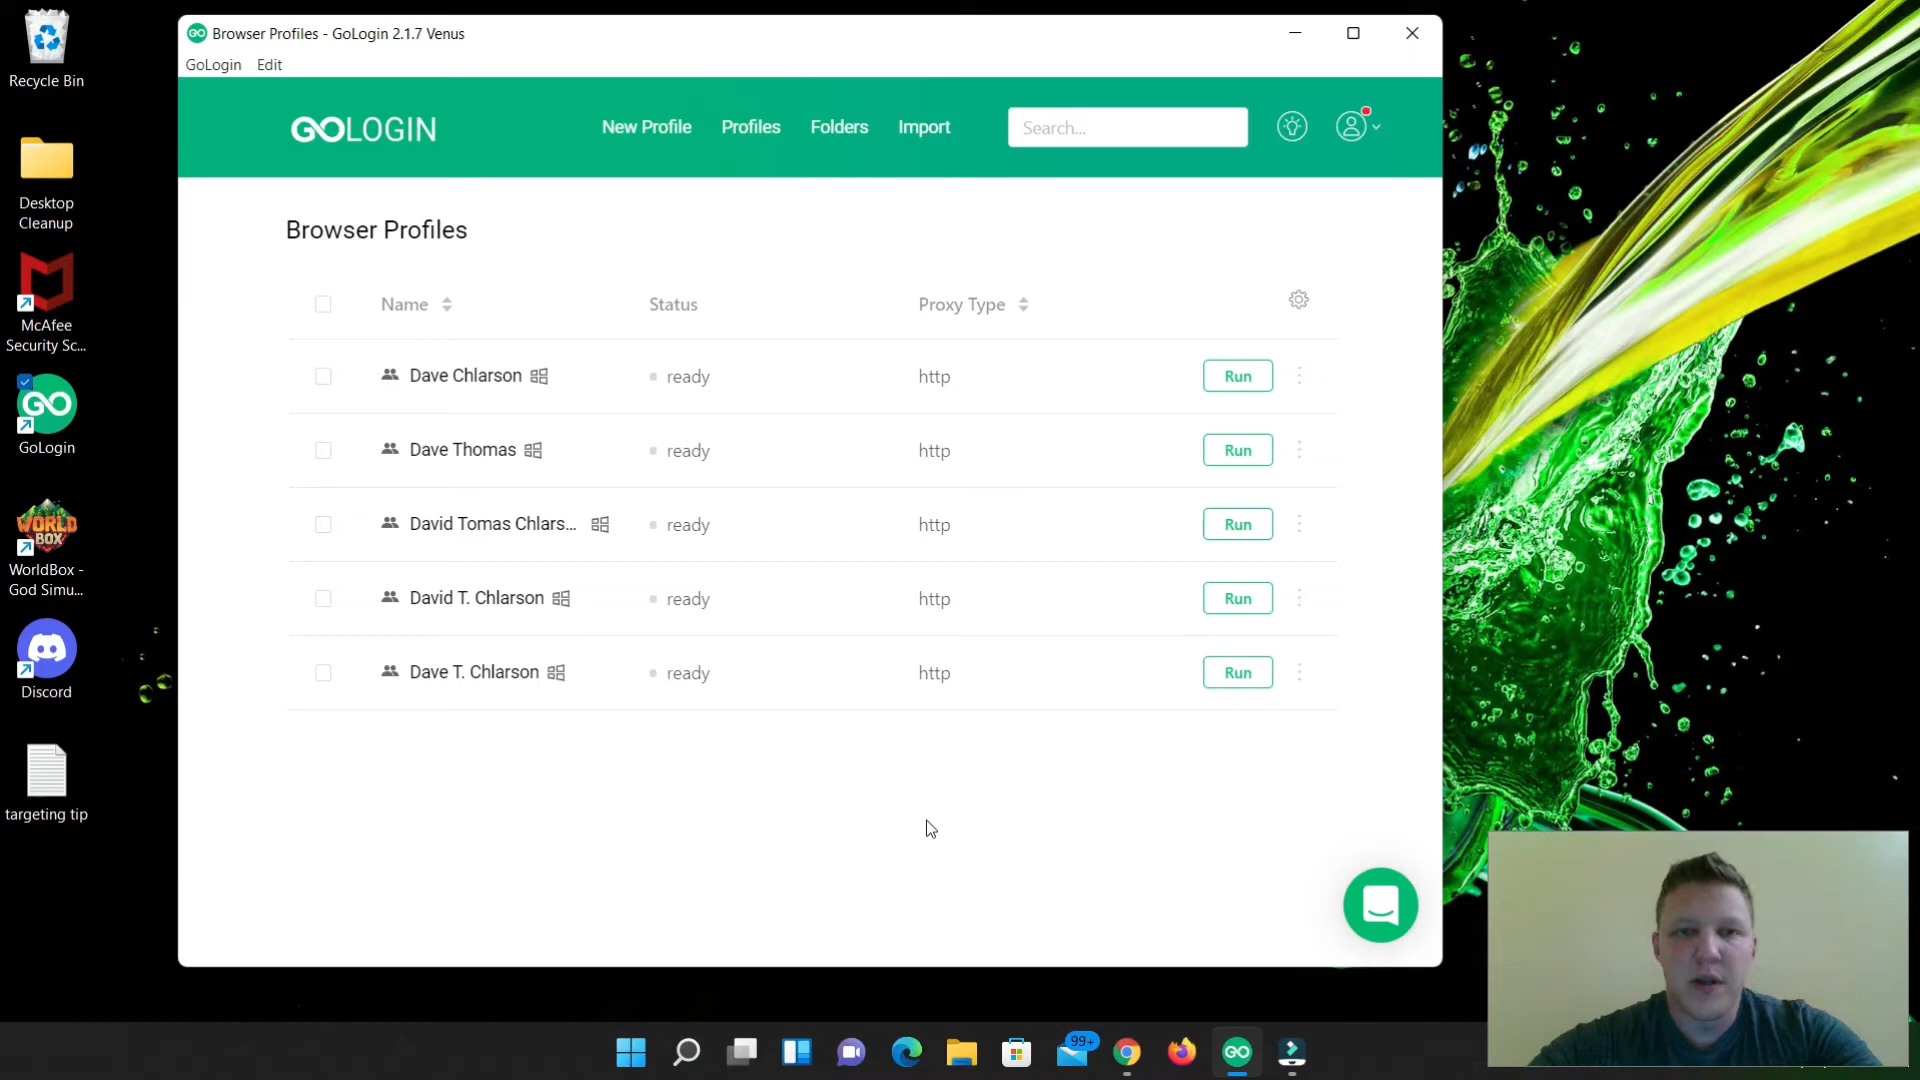 Recycle Bin
Desktop
Cleanup
McAfee
Security Sc...
GoLogin
WORLD
BOX
WorldBox -
God Simu...
Discord
targeting tip
Browser Profiles - GoLogin 2.1.7 Venus
GoLogin Edit
GOLOGIN
New Profile Profiles Folders Import Search...
Browser Profiles
Name Status Proxy Type
Dave Chlarson ready http Run
Dave Thomas ready http Run
David Tomas Chlars... ready http Run
David T. Chlarson ready http Run
Dave T. Chlarson ready http Run
99+